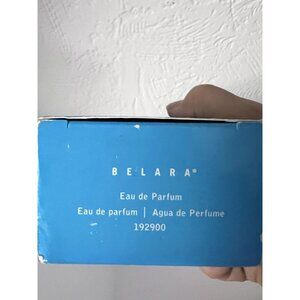 BELARA®
Eau de Parfum
Eau de parfum | Agua de Perfume
192900